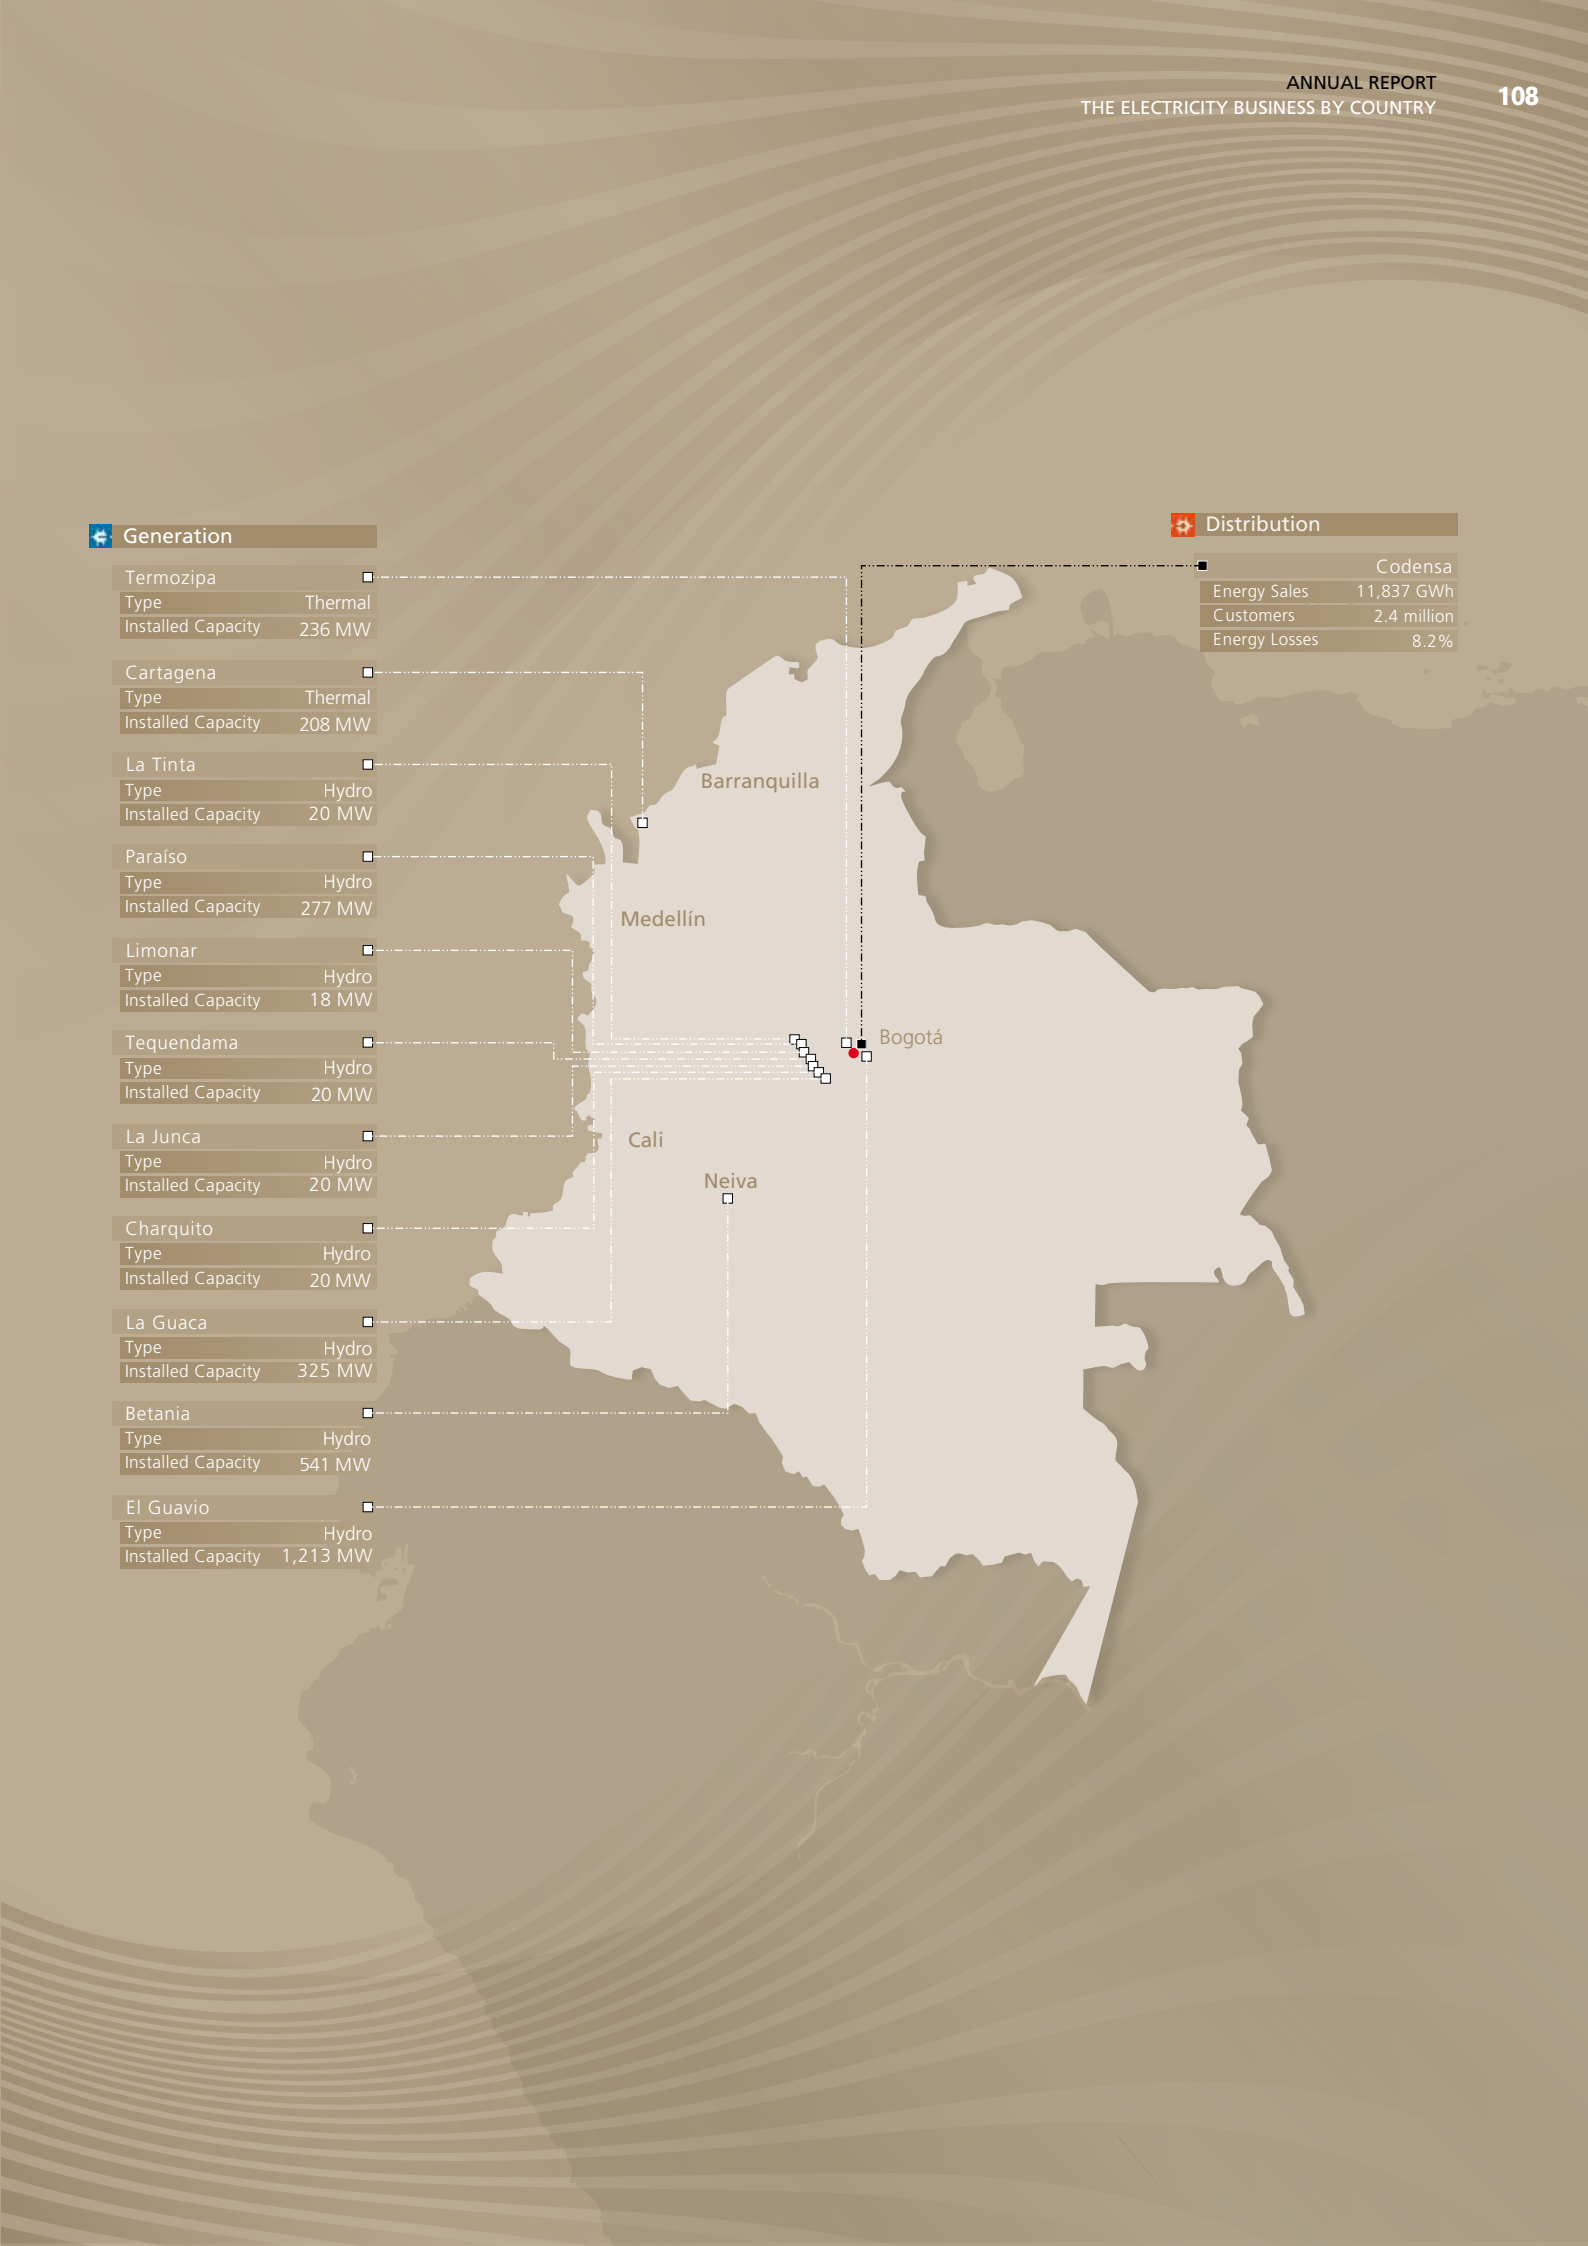 ANNUAL REPORT
THE ELECTRICITY BUSINESS BY COUNTRY
108
Generation
Termozipa
Type Thermal
Installed Capacity 236 MW
Cartagena
Type Thermal
Installed Capacity 208 MW
La Tinta
Type Hydro
Installed Capacity 20 MW
Paraíso
Type Hydro
Installed Capacity 277 MW
Limonar
Type Hydro
Installed Capacity 18 MW
Tequendama
Type Hydro
Installed Capacity 20 MW
La Junca
Type Hydro
Installed Capacity 20 MW
Charquito
Type Hydro
Installed Capacity 20 MW
La Guaca
Type Hydro
Installed Capacity 325 MW
Betania
Type Hydro
Installed Capacity 541 MW
El Guavio
Type Hydro
Installed Capacity 1,213 MW
Distribution
Codensa
Energy Sales 11,837 GWh
Customers 2.4 million
Energy Losses 8.2%
Barranquilla
Medellín
Bogotá
Cali
Neiva